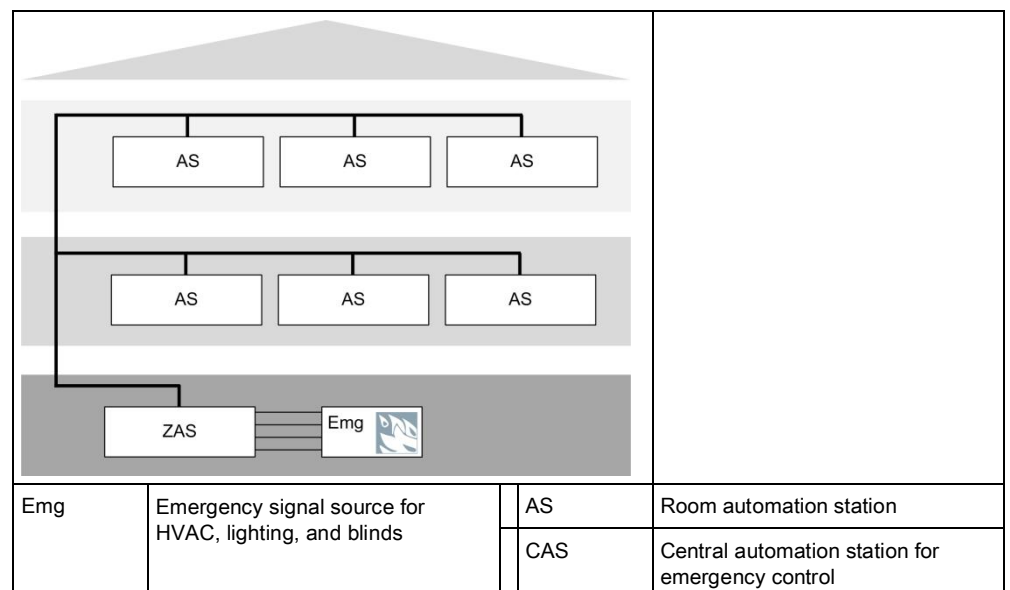 AS AS AS
AS AS AS
ZAS Emg
Emg Emergency signal source for AS Room automation station
HVAC, lighting, and blinds
CAS Central automation station for
emergency control